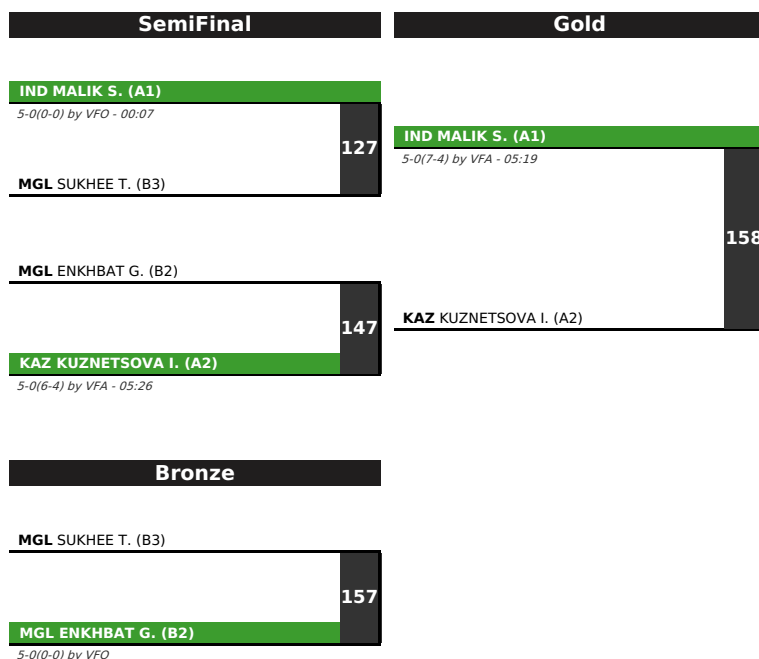 SemiFinal
IND MALIK S. (A1)
5-0(0-0) by VFO - 00:07
127
MGL SUKHEE T. (B3)
MGL ENKHBAT G. (B2)
147
KAZ KUZNETSOVA I. (A2)
5-0(6-4) by VFA - 05:26
Gold
IND MALIK S. (A1)
5-0(7-4) by VFA - 05:19
158
KAZ KUZNETSOVA I. (A2)
Bronze
MGL SUKHEE T. (B3)
157
MGL ENKHBAT G. (B2)
5-0(0-0) by VFO